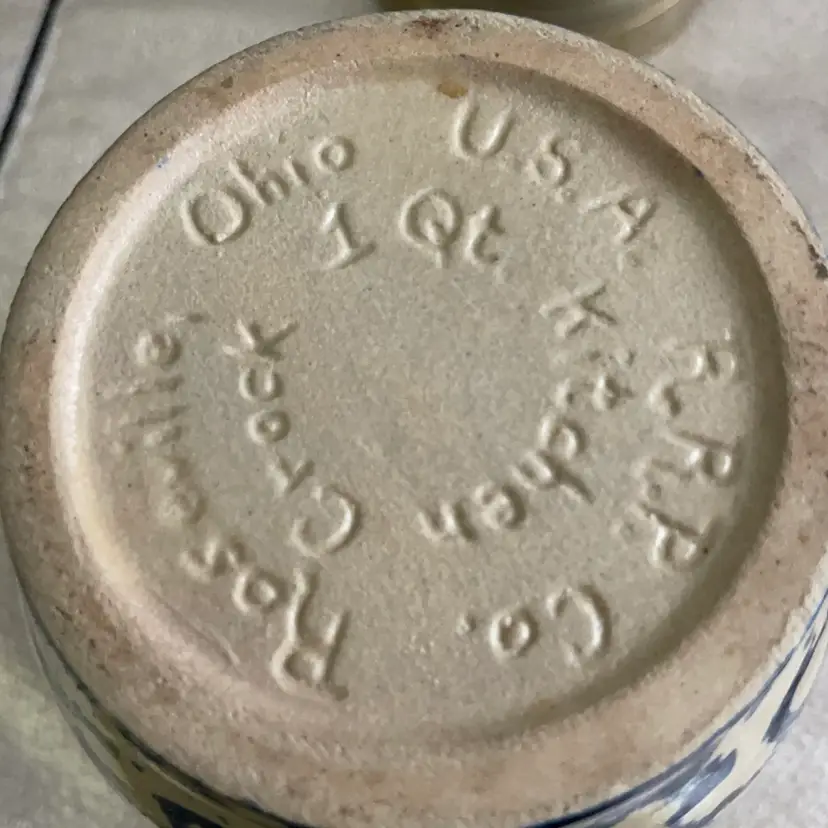 R.R.P. Co.
Roseville, Ohio U.S.A.
1 Qt. Kitchen Crock